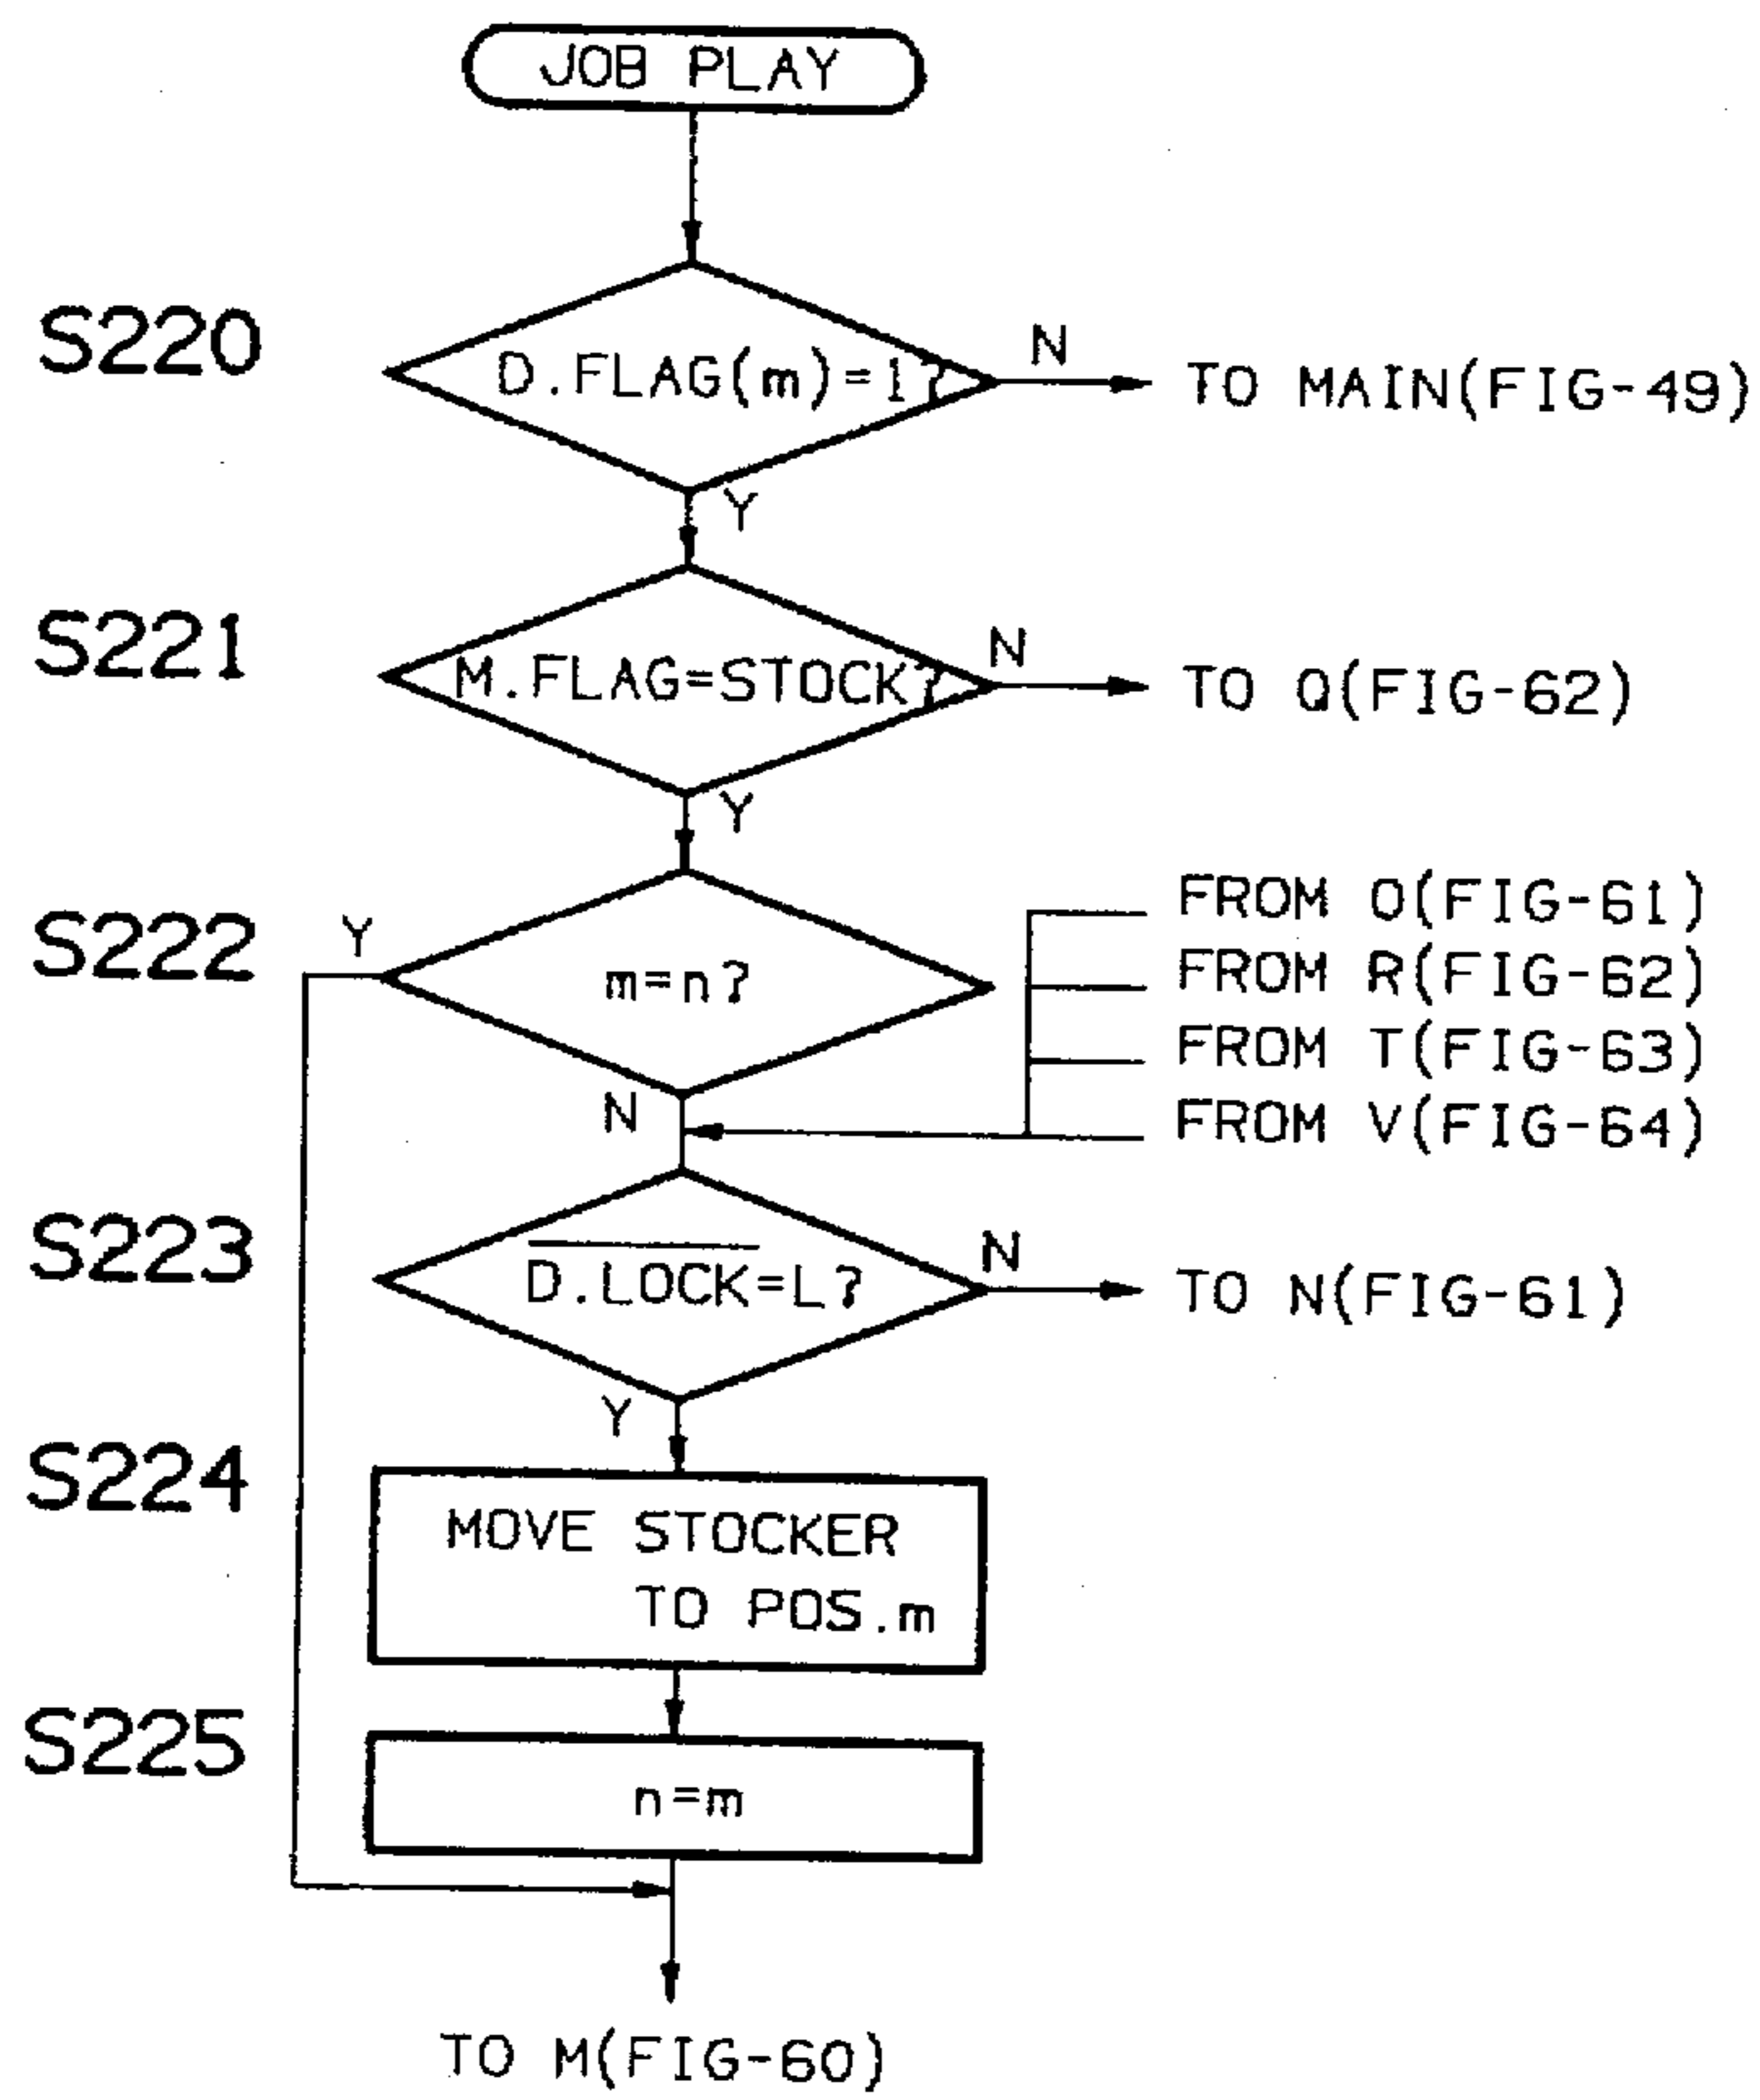 JOB PLAY
S220
D.FLAG(m)=1?
N
TO MAIN(FIG-49)
Y
S221
M.FLAG=STOCK?
N
TO Q(FIG-62)
Y
S222
Y
m=n?
FROM O(FIG-61)
FROM R(FIG-62)
FROM T(FIG-63)
FROM V(FIG-64)
N
S223
D.LOCK=L?
N
TO N(FIG-61)
Y
S224
MOVE STOCKER
TO POS.m
S225
n=m
TO M(FIG-60)